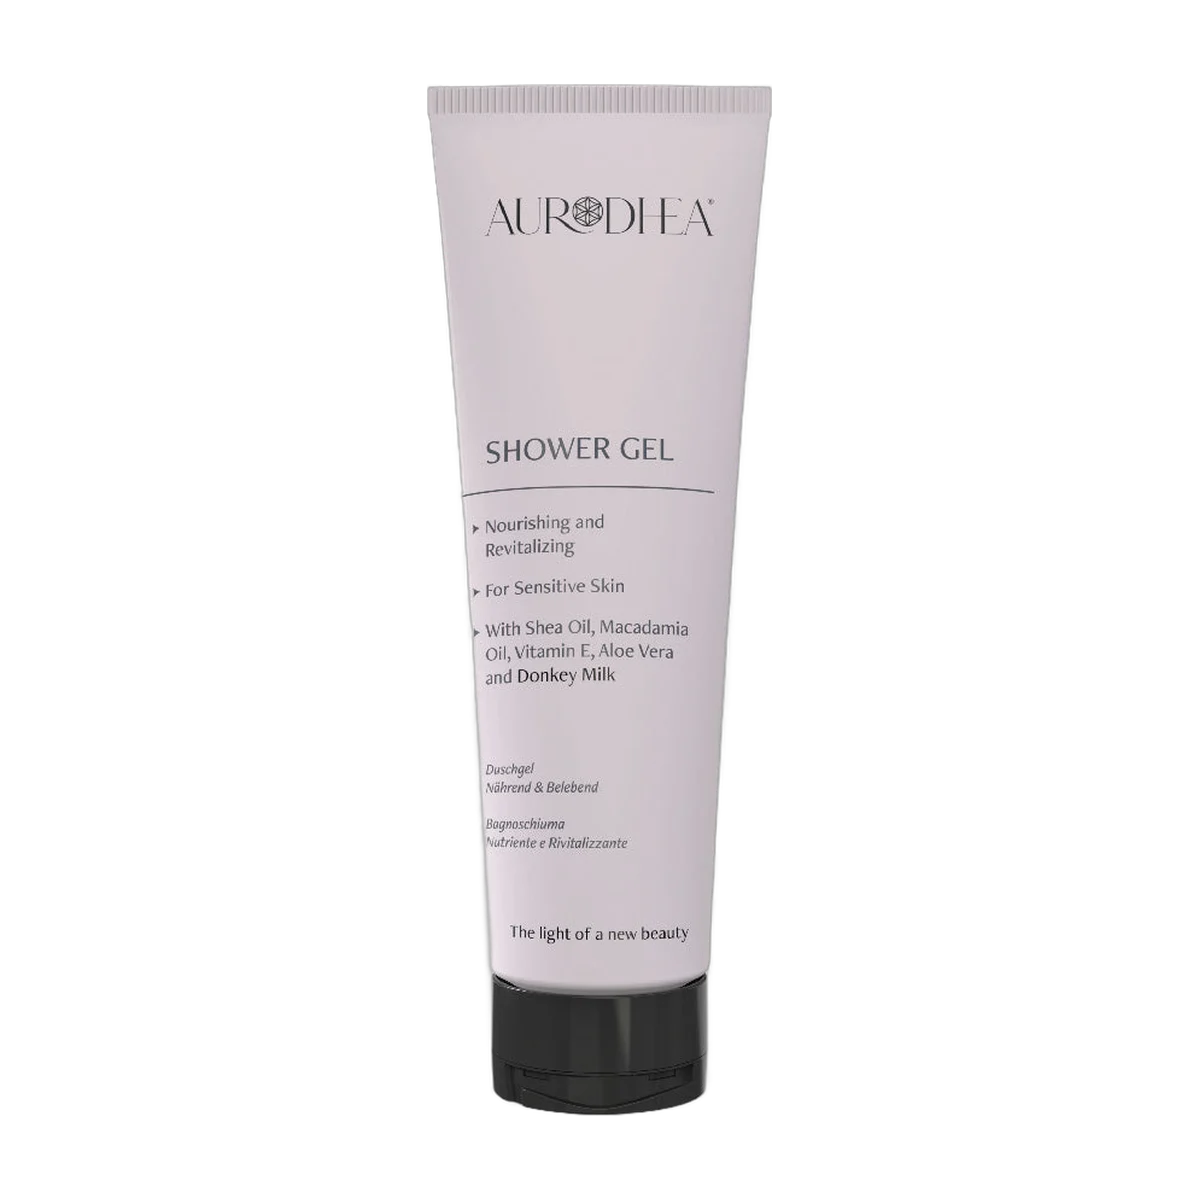 AURODHEA®
SHOWER GEL
▸ Nourishing and
Revitalizing
▸ For Sensitive Skin
▸ With Shea Oil, Macadamia
Oil, Vitamin E, Aloe Vera
and Donkey Milk
Duschgel
Nährend & Belebend
Bagnoschiuma
Nutriente e Rivitalizzante
The light of a new beauty